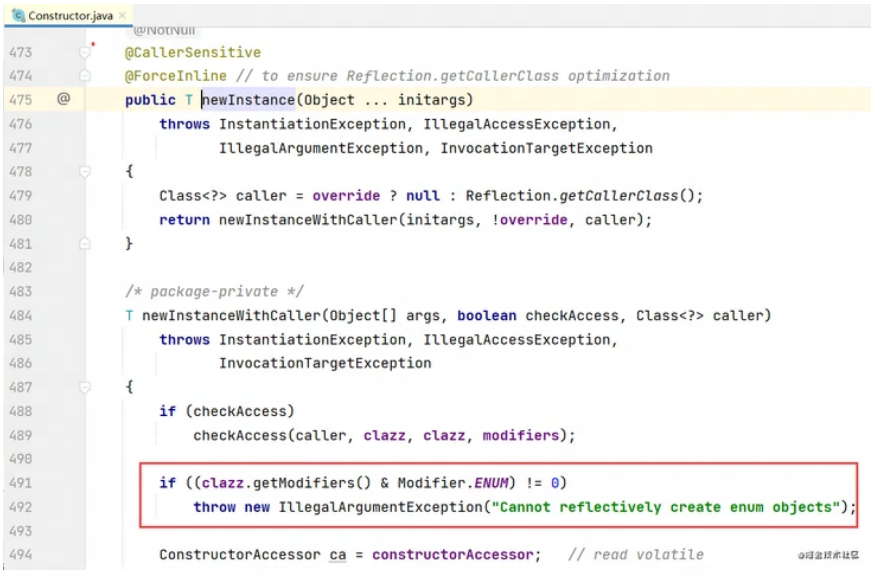 Constructor.java
@NotNull
473 @CallerSensitive
474 @ForceInline // to ensure Reflection.getCallerClass optimization
475 @ public T newInstance(Object ... initargs)
476 throws InstantiationException, IllegalAccessException,
477 IllegalArgumentException, InvocationTargetException
478 {
479 Class<?> caller = override ? null : Reflection.getCallerClass();
480 return newInstanceWithCaller(initargs, !override, caller);
481 }
482
483 /* package-private */
484 T newInstanceWithCaller(Object[] args, boolean checkAccess, Class<?> caller)
485 throws InstantiationException, IllegalAccessException,
486 InvocationTargetException
487 {
488 if (checkAccess)
489 checkAccess(caller, clazz, clazz, modifiers);
490
491 if ((clazz.getModifiers() & Modifier.ENUM) != 0)
492 throw new IllegalArgumentException("Cannot reflectively create enum objects");
493
494 ConstructorAccessor ca = constructorAccessor; // read volatile
@掘金技术社区